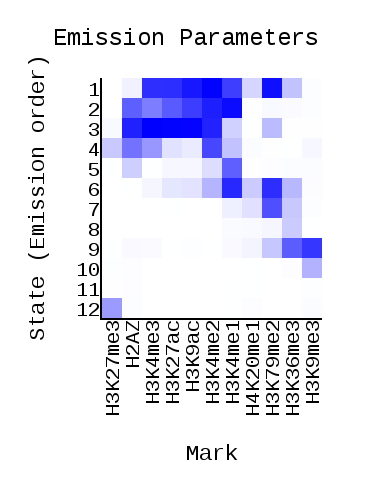 Emission Parameters
State (Emission order)
1
2
3
4
5
6
7
8
9
10
11
12
H3K27me3
H2AZ
H3K4me3
H3K27ac
H3K9ac
H3K4me2
H3K4me1
H4K20me1
H3K79me2
H3K36me3
H3K9me3
Mark